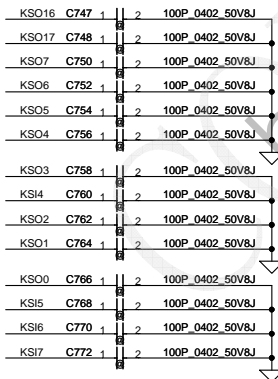 KSO16 C747 1 2 100P_0402_50V8J
@
KSO17 C748 1 2 100P_0402_50V8J
@
KSO7 C750 1 2 100P_0402_50V8J
@
KSO6 C752 1 2 100P_0402_50V8J
@
KSO5 C754 1 2 100P_0402_50V8J
@
KSO4 C756 1 2 100P_0402_50V8J
@
KSO3 C758 1 2 100P_0402_50V8J
@
KSI4 C760 1 2 100P_0402_50V8J
@
KSO2 C762 1 2 100P_0402_50V8J
@
KSO1 C764 1 2 100P_0402_50V8J
@
KSO0 C766 1 2 100P_0402_50V8J
@
KSI5 C768 1 2 100P_0402_50V8J
@
KSI6 C770 1 2 100P_0402_50V8J
@
KSI7 C772 1 2 100P_0402_50V8J
@